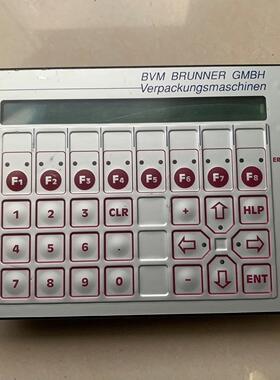 BVM BRUNNER GMBH
Verpackungsmaschinen
ER
F1 F2 F3 F4 F5 F6 F7 F8
1 2 3 CLR + HLP
4 5 6 .
7 8 9 0 - ENT